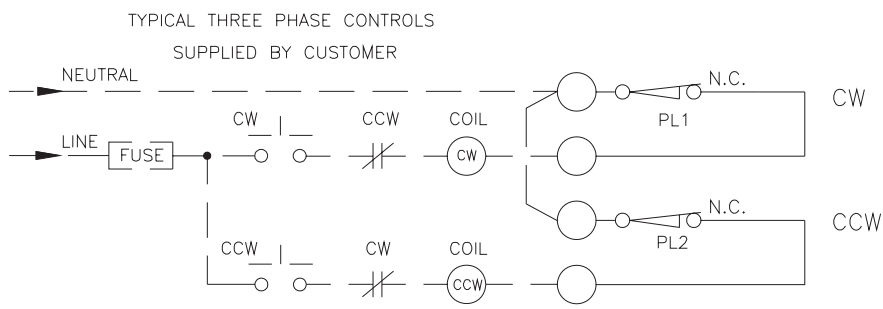 TYPICAL THREE PHASE CONTROLS
SUPPLIED BY CUSTOMER
NEUTRAL
N.C.
CW
PL1
LINE
FUSE
CW
CCW
COIL
CW
N.C.
CCW
PL2
CCW
CW
COIL
CCW